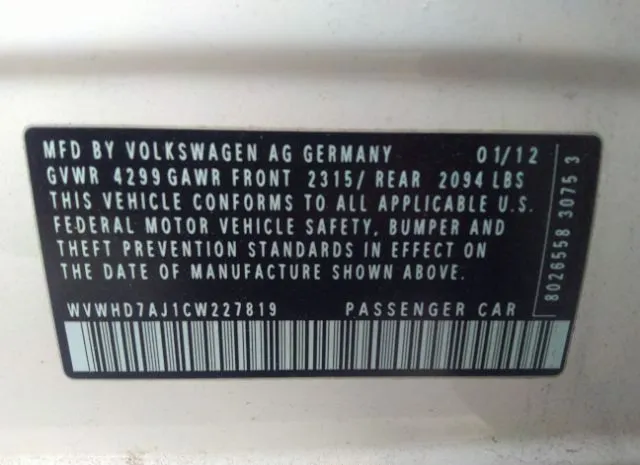 MFD BY VOLKSWAGEN AG GERMANY 01/12
GVWR 4299 GAWR FRONT 2315/ REAR 2094 LBS
THIS VEHICLE CONFORMS TO ALL APPLICABLE U.S.
FEDERAL MOTOR VEHICLE SAFETY, BUMPER AND
THEFT PREVENTION STANDARDS IN EFFECT ON
THE DATE OF MANUFACTURE SHOWN ABOVE.
WVWHD7AJ1CW227819 PASSENGER CAR
8026558 3075 3